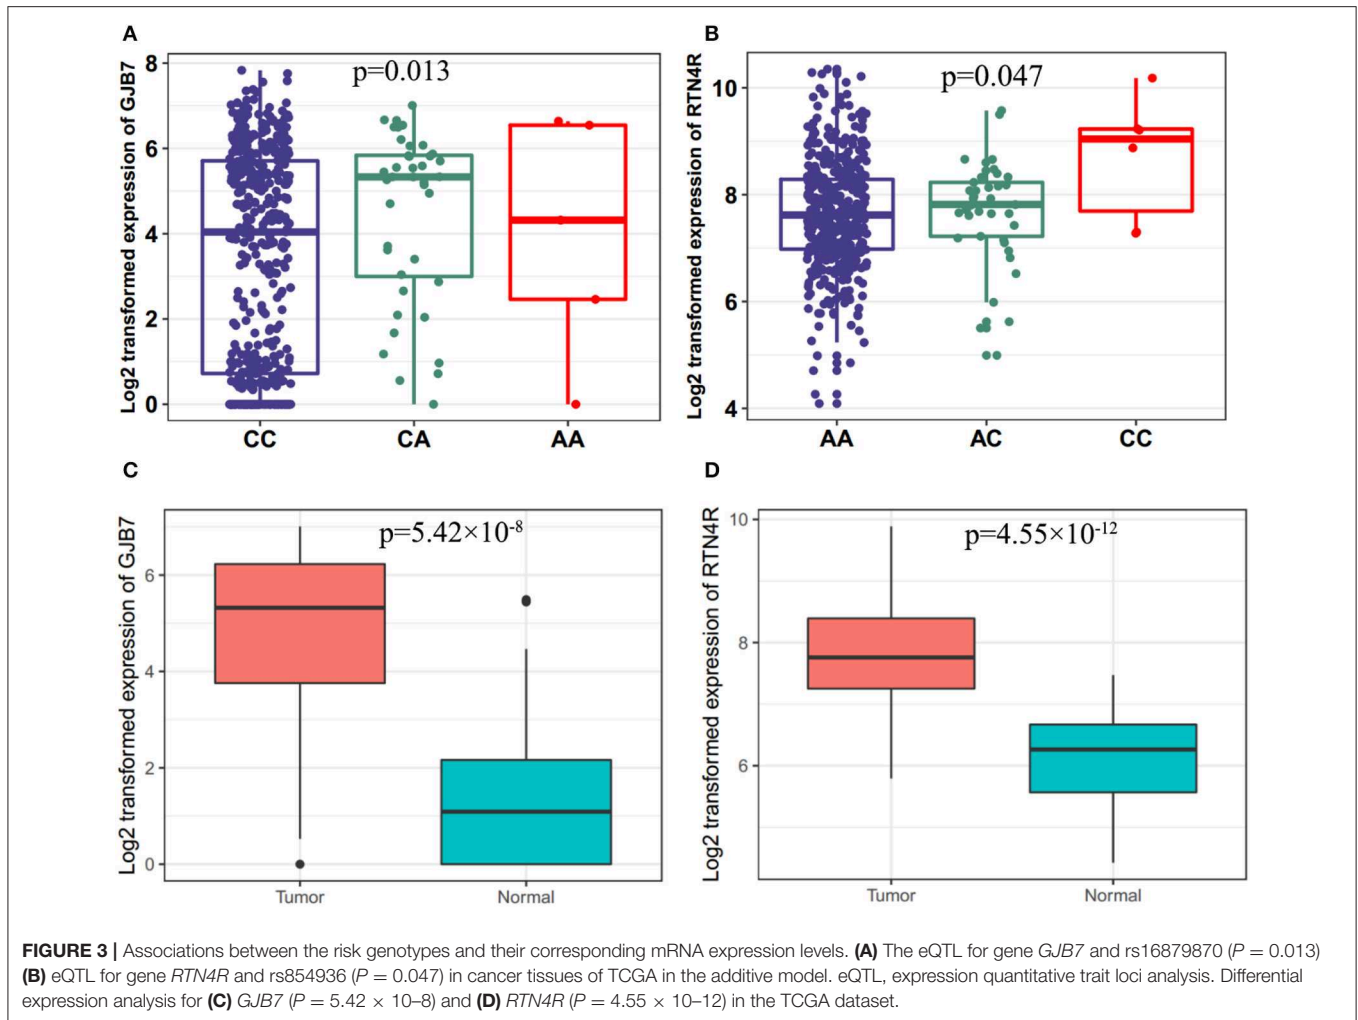 A
Log2 transformed expression of GJB7
8
6
4
2
0
p=0.013
CC CA AA
B
Log2 transformed expression of RTN4R
10
8
6
4
p=0.047
AA AC CC
C
Log2 transformed expression of GJB7
6
4
2
0
p=5.42×10-8
Tumor Normal
D
Log2 transformed expression of RTN4R
10
8
6
p=4.55×10-12
Tumor Normal
FIGURE 3 | Associations between the risk genotypes and their corresponding mRNA expression levels. (A) The eQTL for gene GJB7 and rs16879870 (P = 0.013)
(B) eQTL for gene RTN4R and rs854936 (P = 0.047) in cancer tissues of TCGA in the additive model. eQTL, expression quantitative trait loci analysis. Differential
expression analysis for (C) GJB7 (P = 5.42 × 10–8) and (D) RTN4R (P = 4.55 × 10–12) in the TCGA dataset.